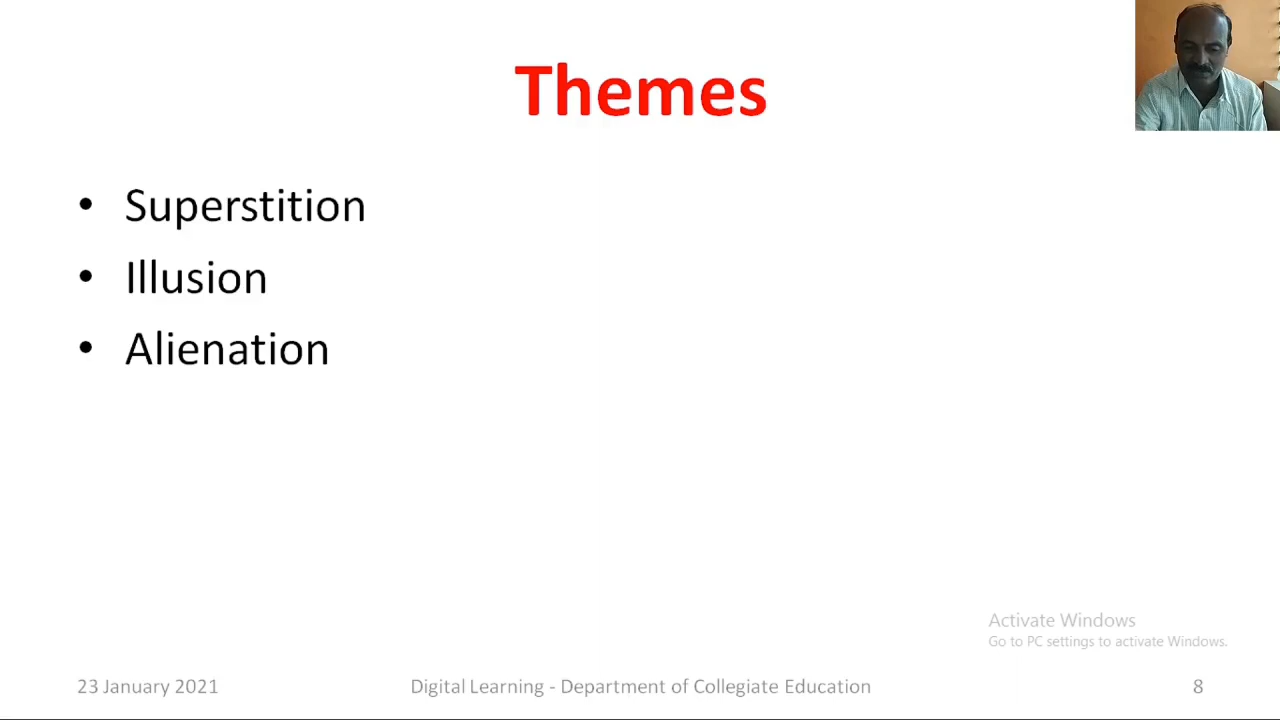 Themes
• Superstition
• Illusion
• Alienation
Activate Windows
Go to PC settings to activate Windows.
23 January 2021 Digital Learning - Department of Collegiate Education 8